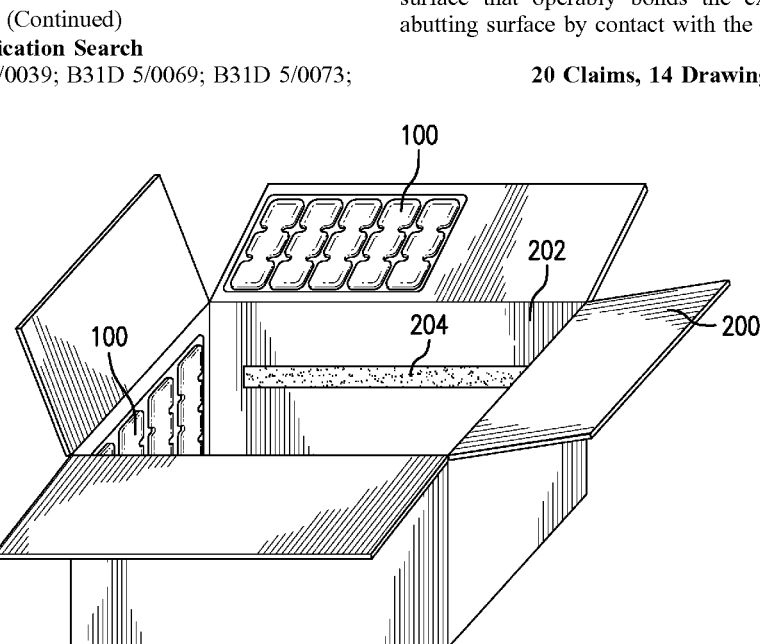 (Continued)
ication Search
/0039; B31D 5/0069; B31D 5/0073;
surface that operably bonds the ex
abutting surface by contact with the
20 Claims, 14 Drawing
100
202
204
200
100